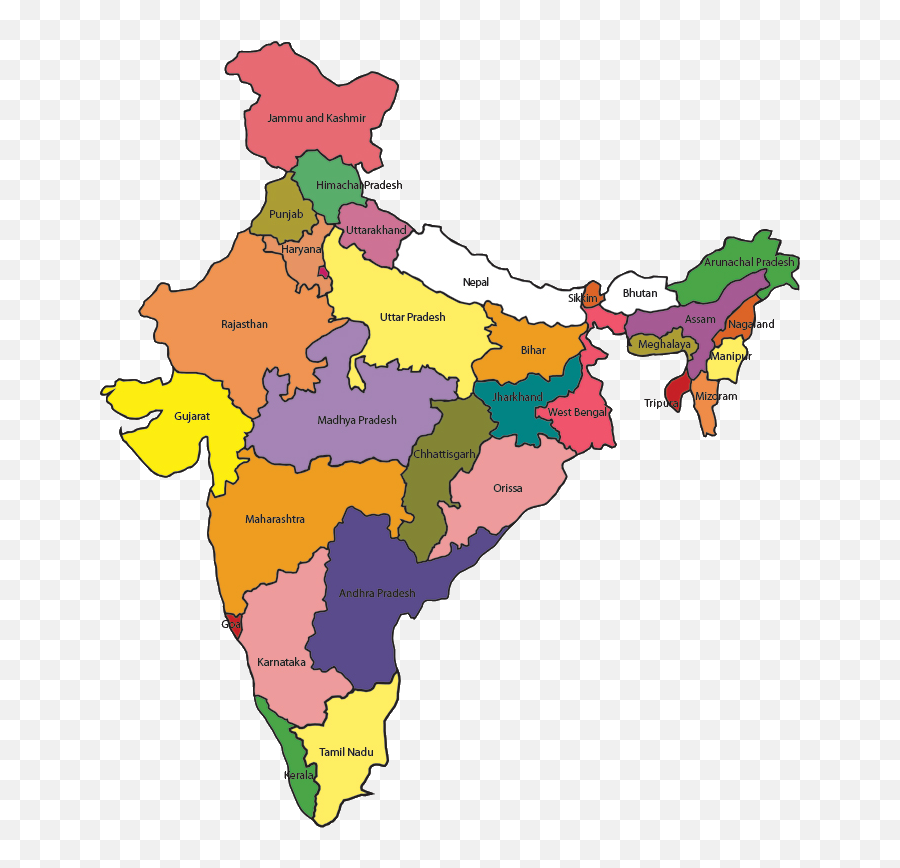 Jammu and Kashmir
Himachal Pradesh
Punjab
Uttarakhand
Haryana
Arunachal Pradesh
Nepal
Bhutan
Sikkim
Uttar Pradesh
Assam
Rajasthan
Nagaland
Meghalaya
Bihar
Manipur
Jharkhand
Mizoram
Tripura
West Bengal
Gujarat
Madhya Pradesh
Chhattisgarh
Orissa
Maharashtra
Andhra Pradesh
Goa
Karnataka
Tamil Nadu
Kerala